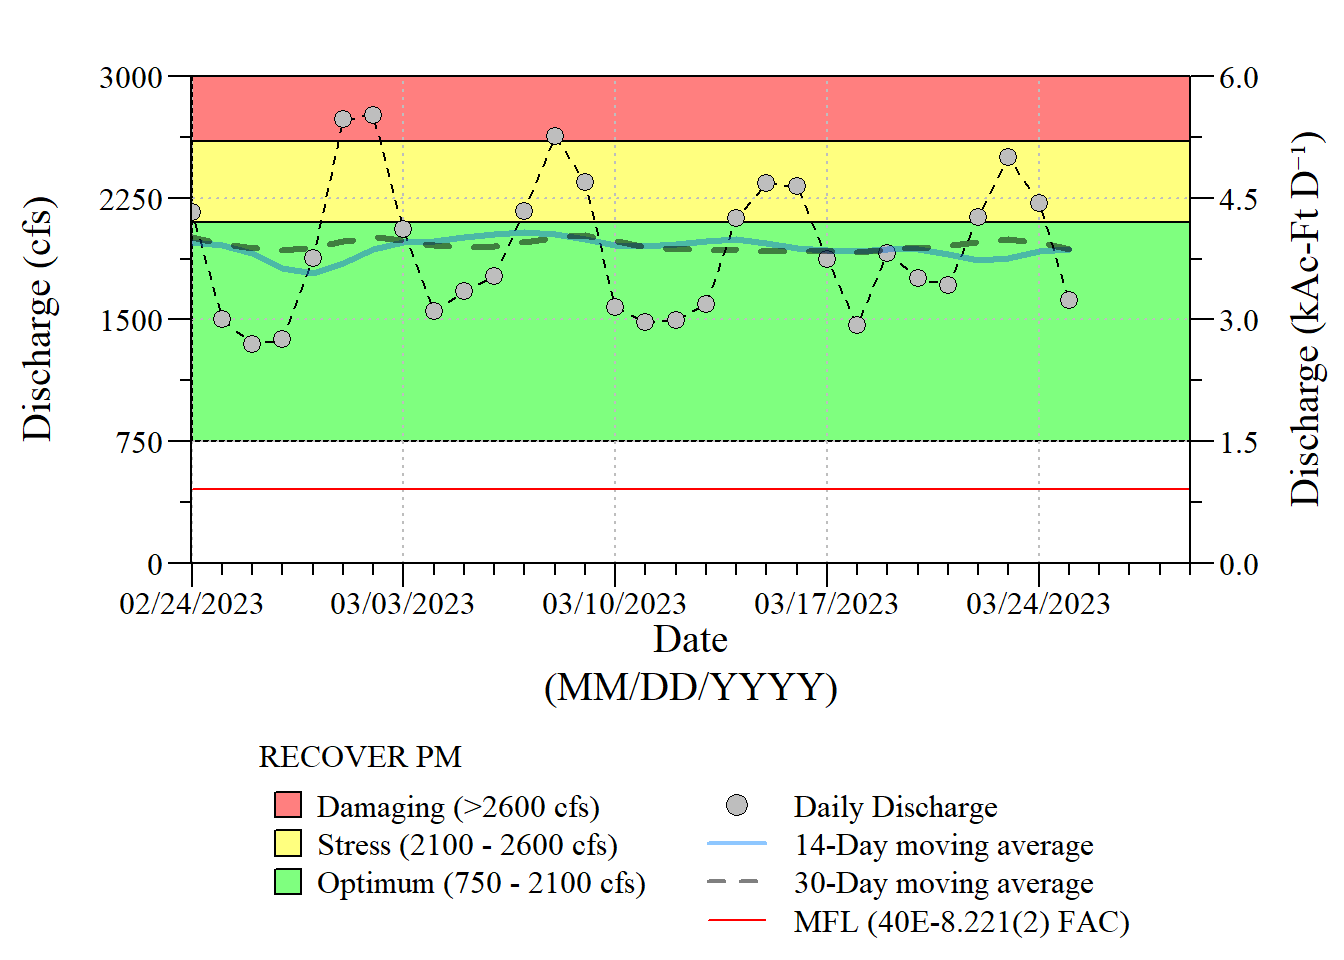 3000
2250
1500
750
0
Discharge (cfs)
6.0
4.5
3.0
1.5
0.0
Discharge (kAc-Ft D⁻¹)
02/24/2023 03/03/2023 03/10/2023 03/17/2023 03/24/2023
Date
(MM/DD/YYYY)
RECOVER PM
Damaging (>2600 cfs)
Stress (2100 - 2600 cfs)
Optimum (750 - 2100 cfs)
Daily Discharge
14-Day moving average
30-Day moving average
MFL (40E-8.221(2) FAC)